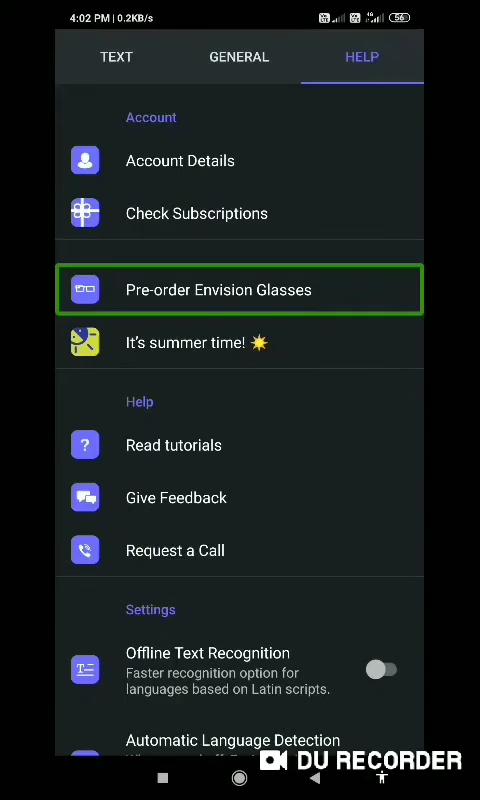 4:02 PM | 0.2KB/s
56
TEXT
GENERAL
HELP
Account
Account Details
Check Subscriptions
Pre-order Envision Glasses
It's summer time!
Help
Read tutorials
Give Feedback
Request a Call
Settings
Offline Text Recognition
Faster recognition option for
languages based on Latin scripts.
Automatic Language Detection
DU RECORDER